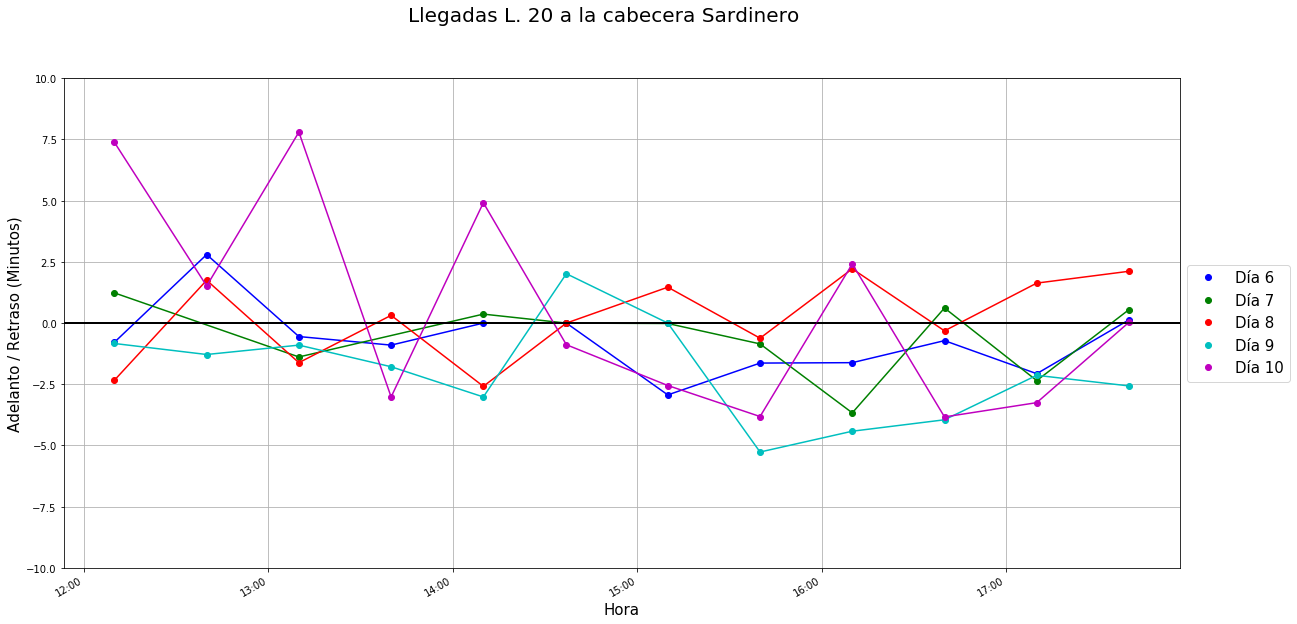 Llegadas L. 20 a la cabecera Sardinero
Adelanto / Retraso (Minutos)
10.0
7.5
5.0
2.5
0.0
−2.5
−5.0
−7.5
−10.0
12:00
13:00
14:00
15:00
16:00
17:00
Hora
Día 6
Día 7
Día 8
Día 9
Día 10